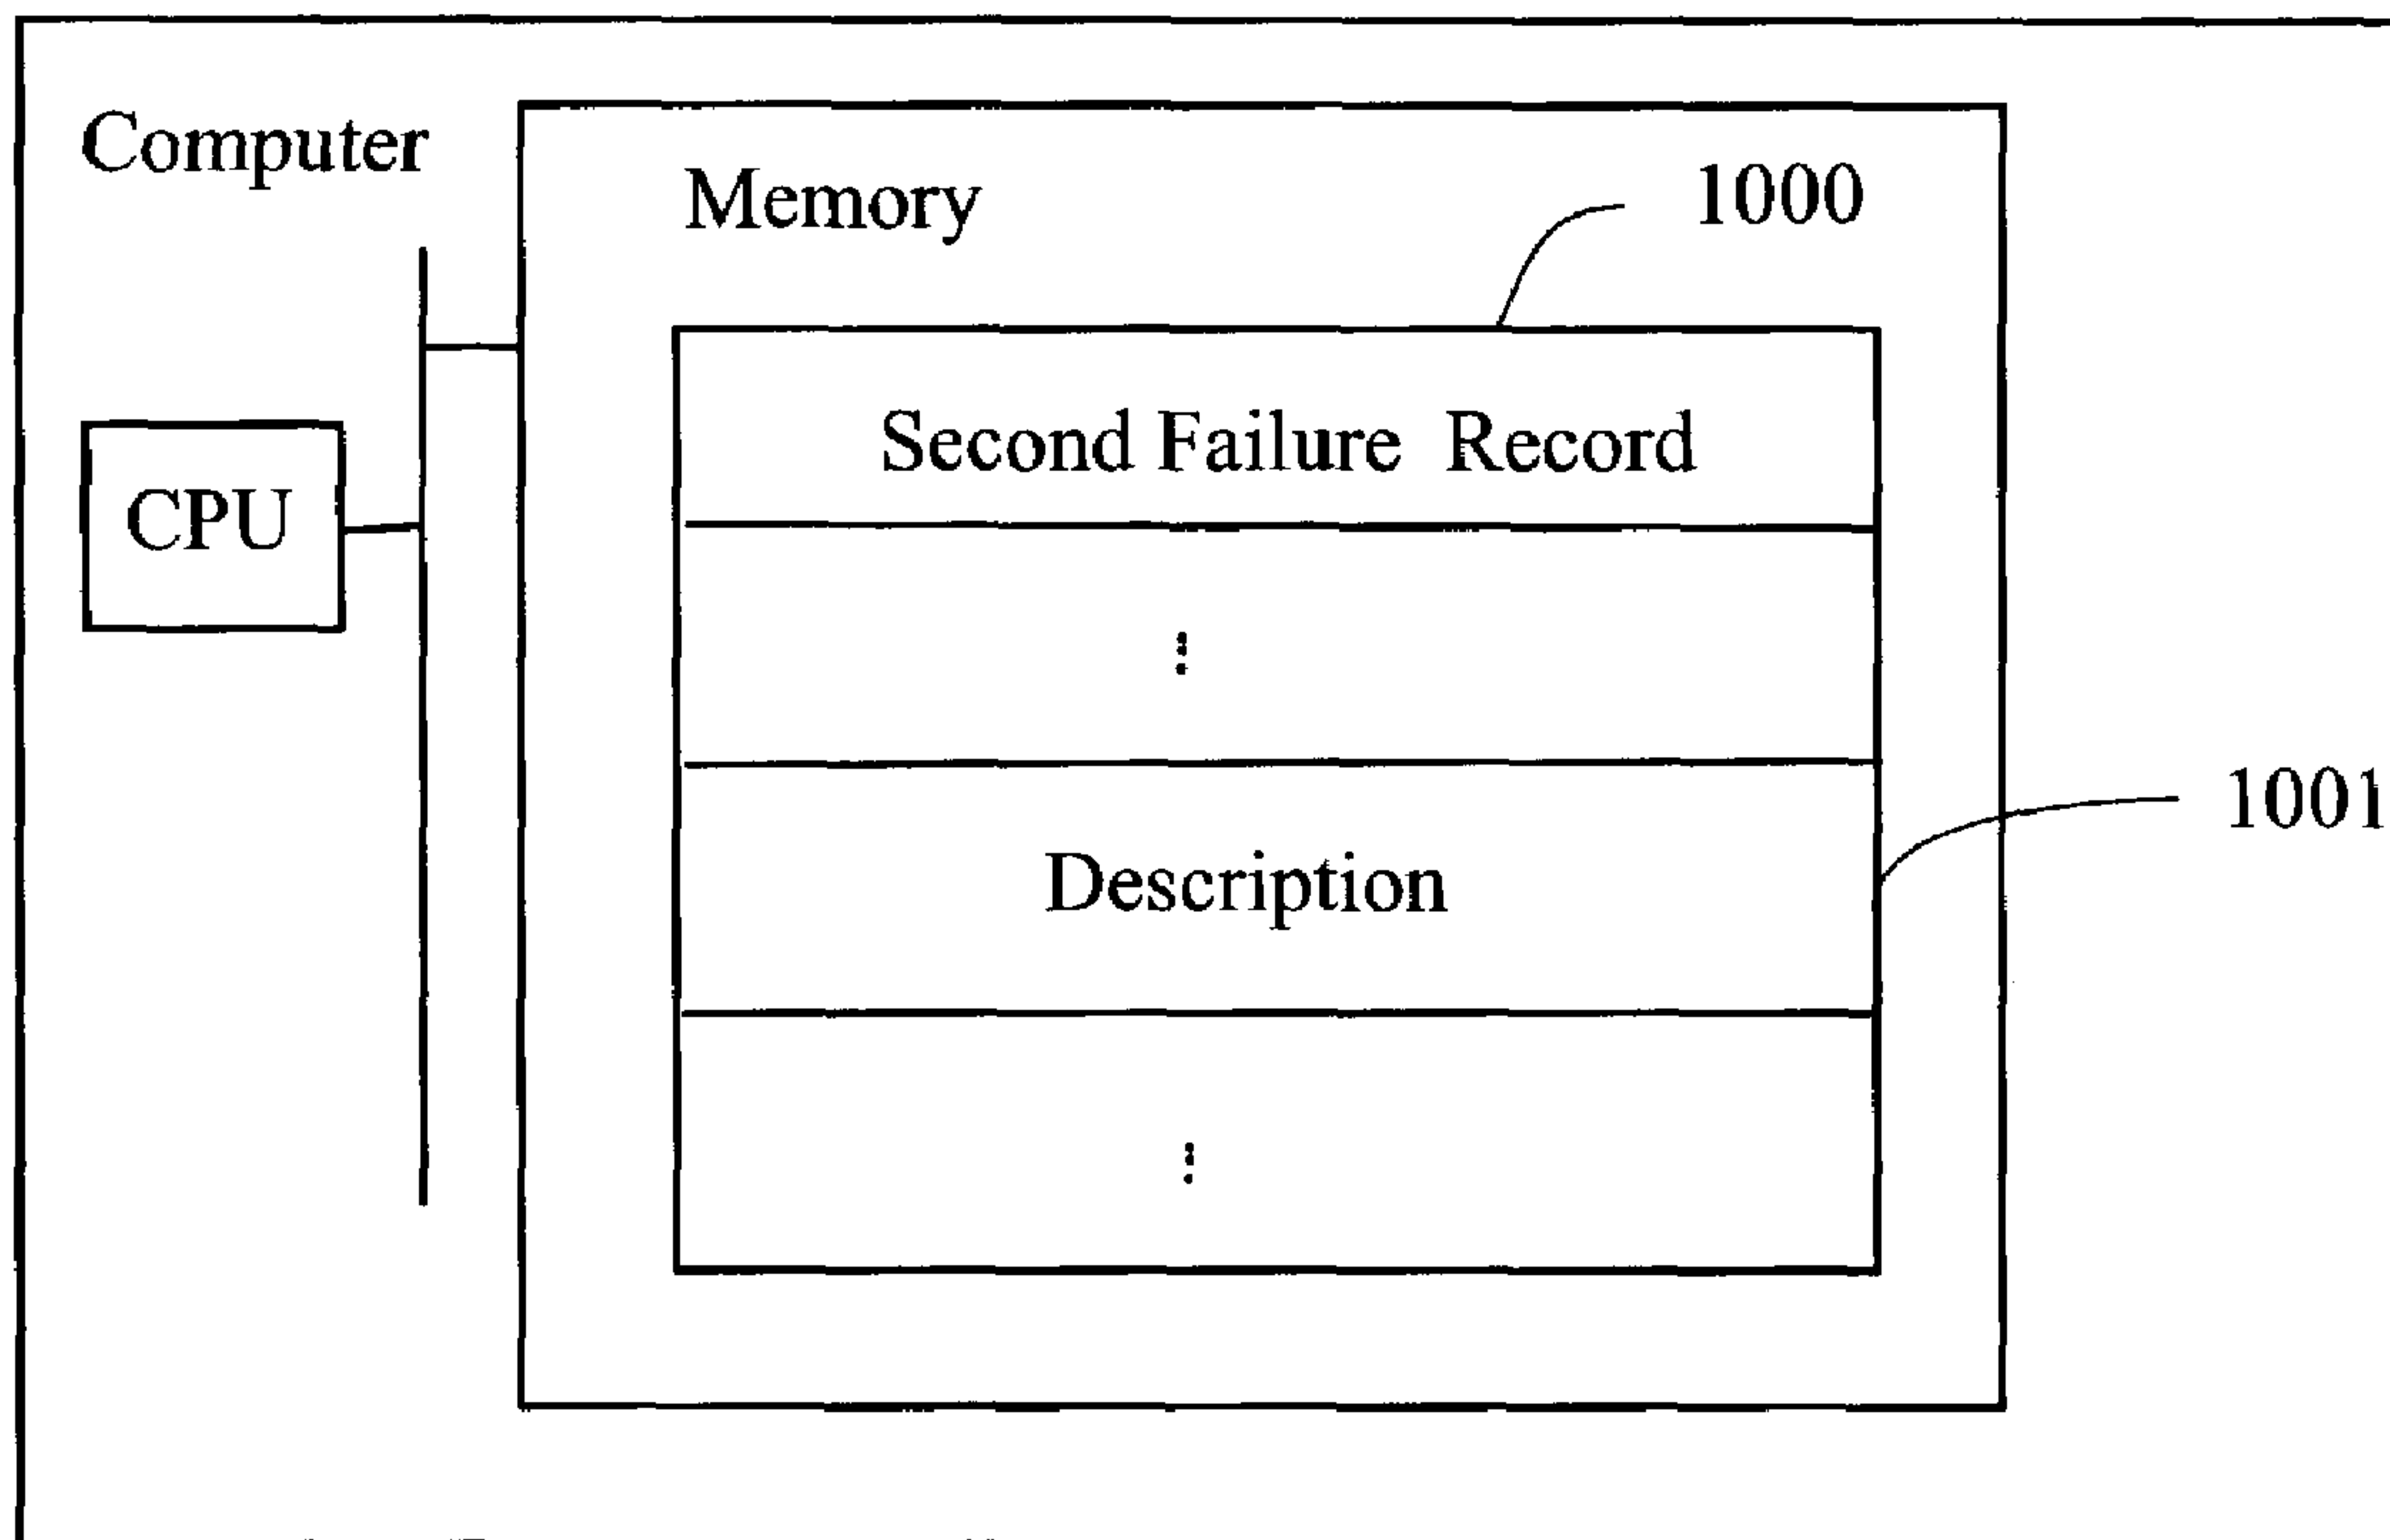 Computer
Memory
1000
Second Failure Record
CPU
⋮
1001
Description
⋮